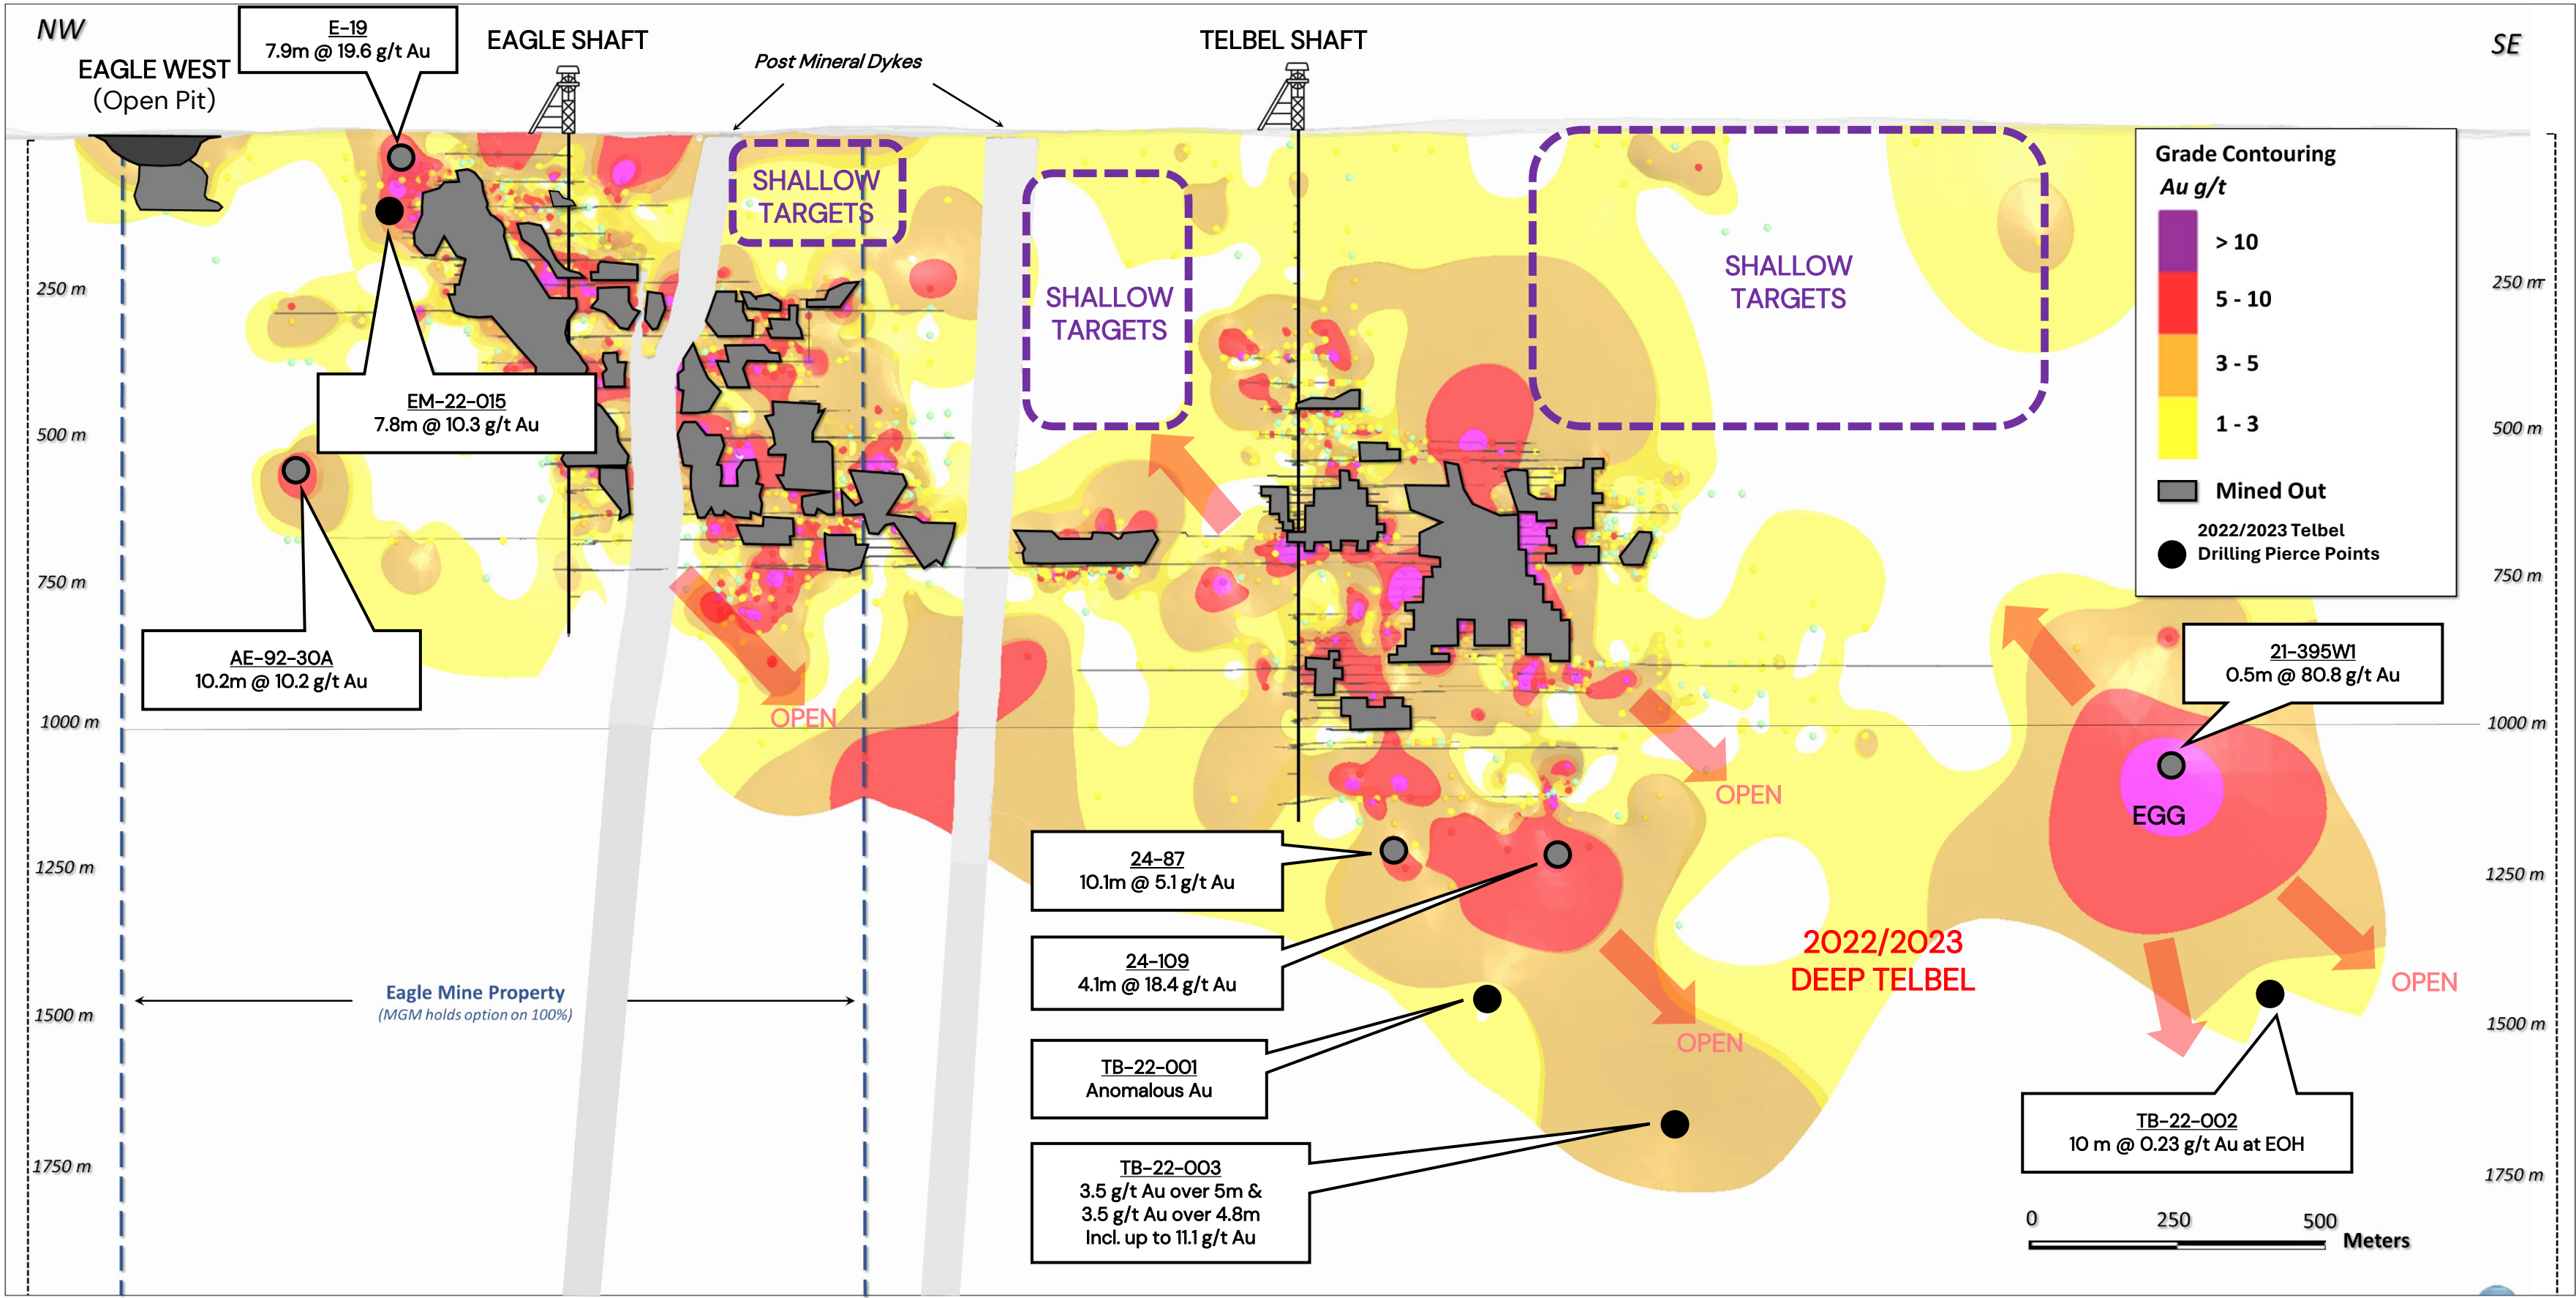 NW
E-19
7.9m @ 19.6 g/t Au
EAGLE WEST
(Open Pit)
EAGLE SHAFT
Post Mineral Dykes
TELBEL SHAFT
SE
SHALLOW
TARGETS
SHALLOW
TARGETS
SHALLOW
TARGETS
Grade Contouring
Au g/t
> 10
5 - 10
3 - 5
1 - 3
Mined Out
2022/2023 Telbel
Drilling Pierce Points
250 m
500 m
750 m
1000 m
1250 m
1500 m
1750 m
250 m
500 m
750 m
1000 m
1250 m
1500 m
1750 m
EM-22-015
7.8m @ 10.3 g/t Au
AE-92-30A
10.2m @ 10.2 g/t Au
OPEN
OPEN
21-395W1
0.5m @ 80.8 g/t Au
EGG
24-87
10.1m @ 5.1 g/t Au
24-109
4.1m @ 18.4 g/t Au
2022/2023
DEEP TELBEL
OPEN
OPEN
Eagle Mine Property
(MGM holds option on 100%)
TB-22-001
Anomalous Au
TB-22-003
3.5 g/t Au over 5m &
3.5 g/t Au over 4.8m
Incl. up to 11.1 g/t Au
TB-22-002
10 m @ 0.23 g/t Au at EOH
0 250 500
Meters